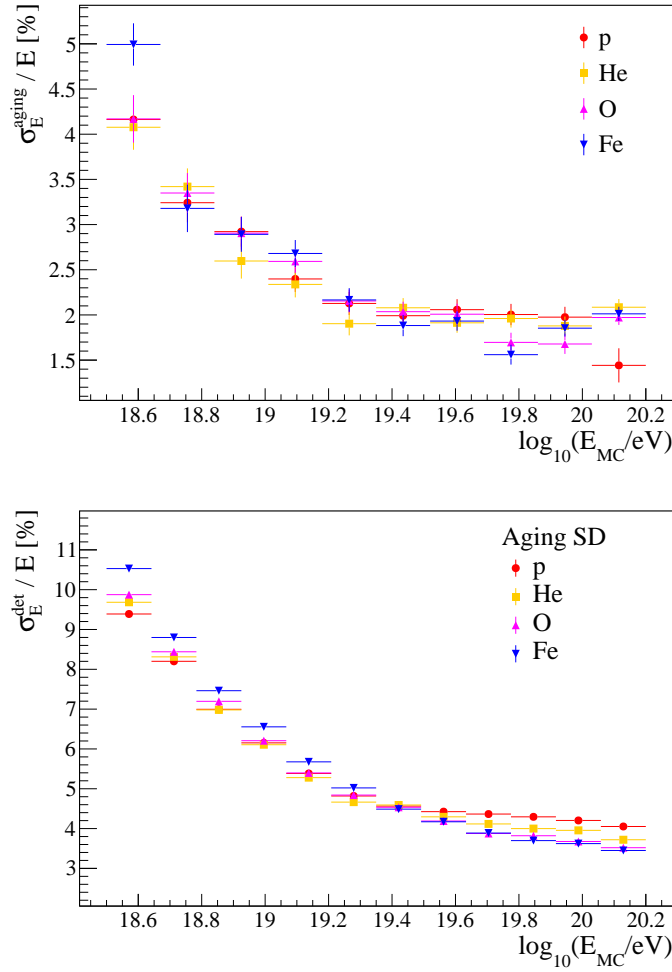 σ_E^aging / E [%]
5
4.5
4
3.5
3
2.5
2
1.5
p
He
O
Fe
18.6 18.8 19 19.2 19.4 19.6 19.8 20 20.2
log₁₀(E_MC/eV)
σ_E^det / E [%]
11
10
9
8
7
6
5
4
3
Aging SD
p
He
O
Fe
18.6 18.8 19 19.2 19.4 19.6 19.8 20 20.2
log₁₀(E_MC/eV)